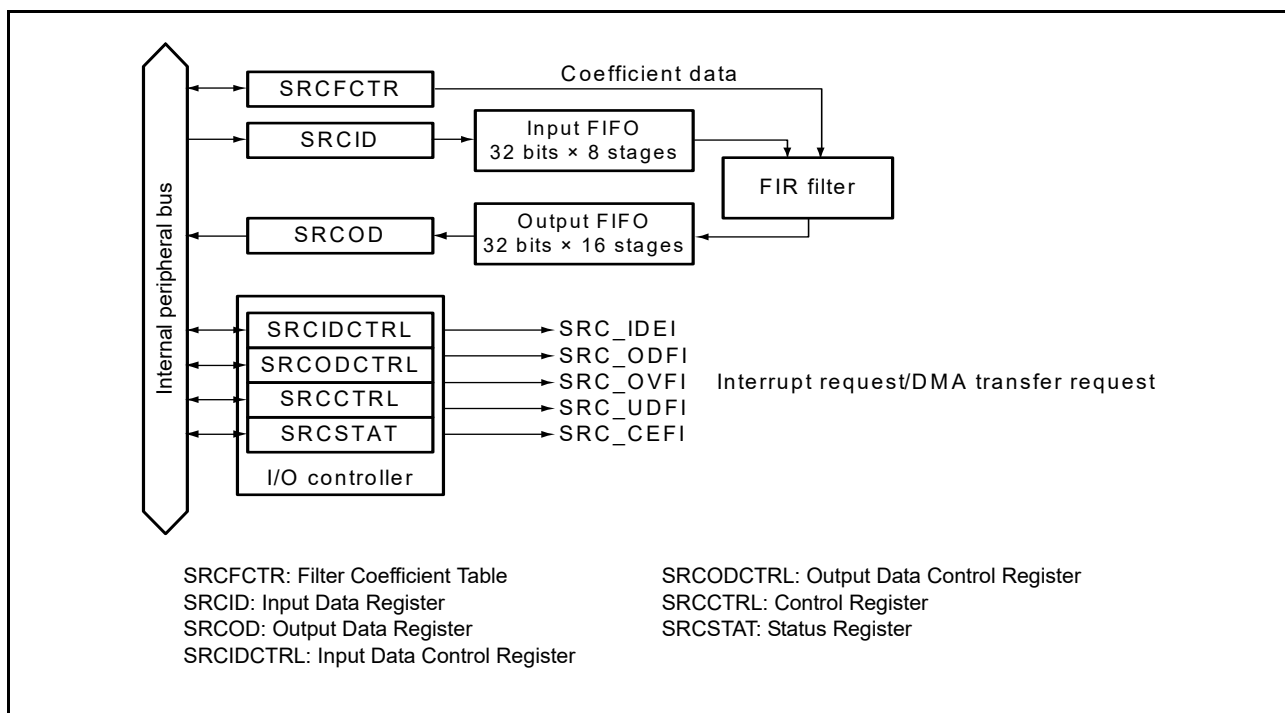 Coefficient data
SRCFCTR
SRCID
Input FIFO
32 bits × 8 stages
FIR filter
SRCOD
Output FIFO
32 bits × 16 stages
Internal peripheral bus
SRCIDCTRL
SRCODCTRL
SRCCTRL
SRCSTAT
I/O controller
SRC_IDEI
SRC_ODFI
SRC_OVFI
SRC_UDFI
SRC_CEFI
Interrupt request/DMA transfer request
SRCFCTR: Filter Coefficient Table
SRCID: Input Data Register
SRCOD: Output Data Register
SRCIDCTRL: Input Data Control Register
SRCODCTRL: Output Data Control Register
SRCCTRL: Control Register
SRCSTAT: Status Register